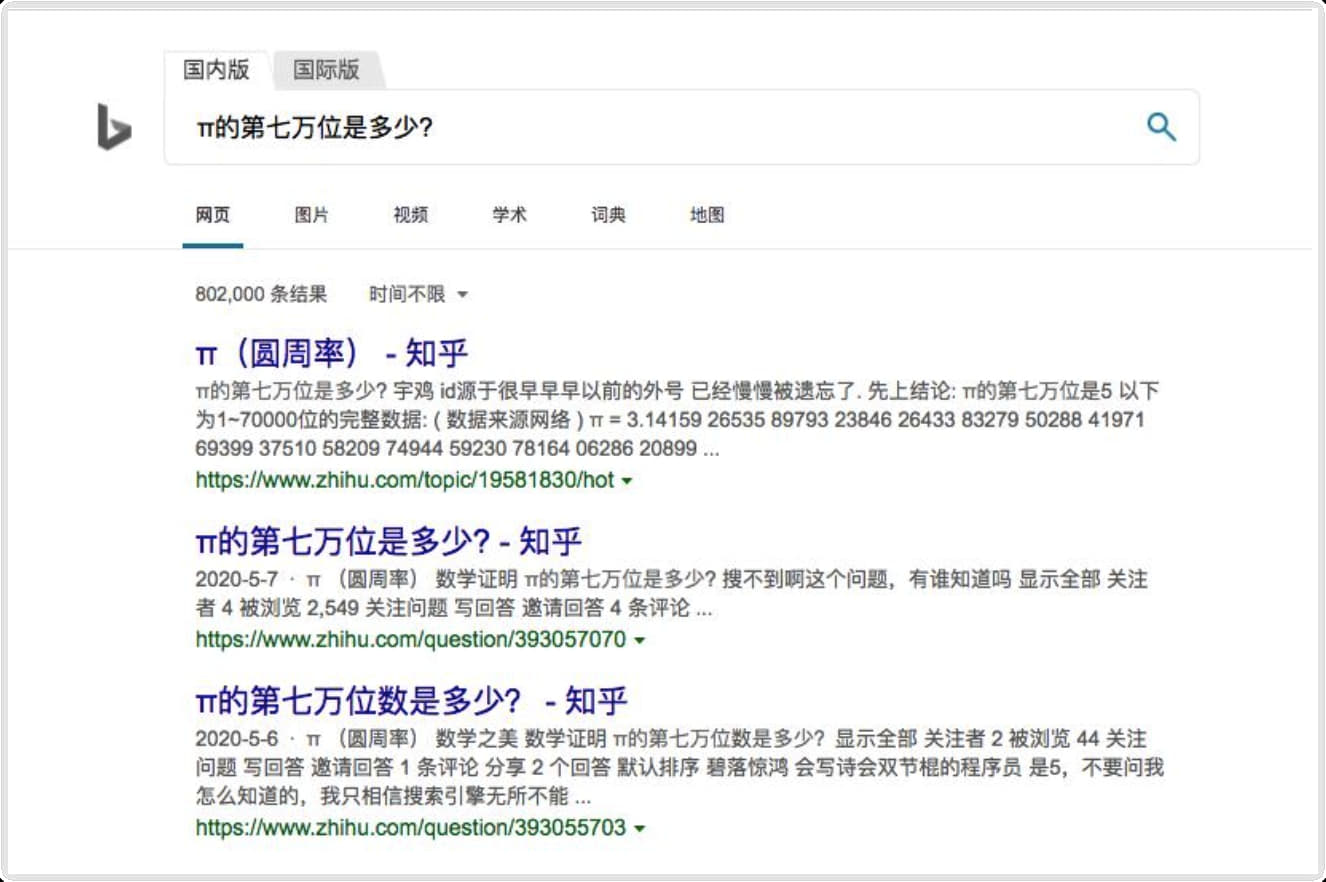 国内版 国际版
π的第七万位是多少?
网页 图片 视频 学术 词典 地图
802,000 条结果 时间不限
π（圆周率） - 知乎
π的第七万位是多少? 宇鸡 id源于很早早早以前的外号 已经慢慢被遗忘了. 先上结论: π的第七万位是5 以下
为1~70000位的完整数据: ( 数据来源网络 ) π = 3.14159 26535 89793 23846 26433 83279 50288 41971
69399 37510 58209 74944 59230 78164 06286 20899 ...
https://www.zhihu.com/topic/19581830/hot
π的第七万位是多少? - 知乎
2020-5-7 · π （圆周率） 数学证明 π的第七万位是多少? 搜不到啊这个问题，有谁知道吗 显示全部 关注
者 4 被浏览 2,549 关注问题 写回答 邀请回答 4 条评论 ...
https://www.zhihu.com/question/393057070
π的第七万位数是多少？ - 知乎
2020-5-6 · π （圆周率） 数学之美 数学证明 π的第七万位数是多少？显示全部 关注者 2 被浏览 44 关注
问题 写回答 邀请回答 1 条评论 分享 2 个回答 默认排序 碧落惊鸿 会写诗会双节棍的程序员 是5，不要问我
怎么知道的，我只相信搜索引擎无所不能 ...
https://www.zhihu.com/question/393055703